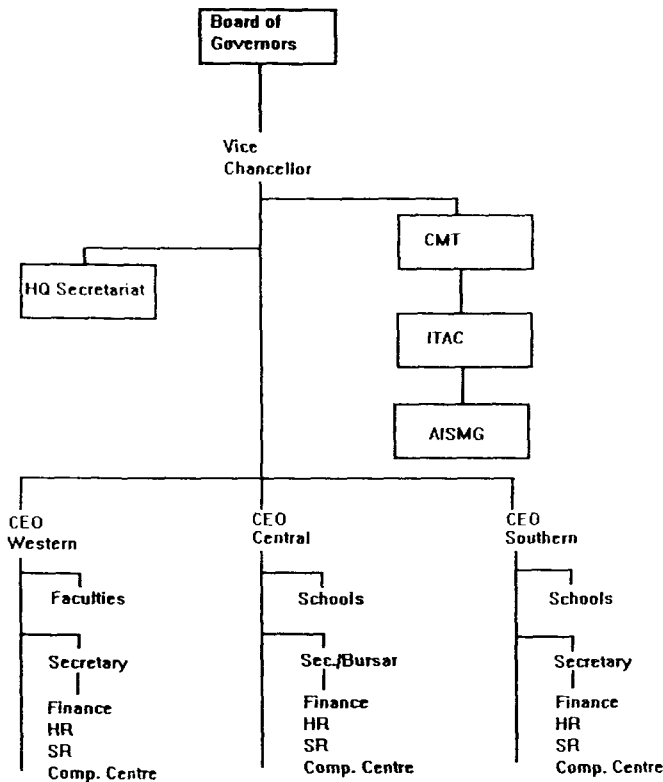 Board of
Governors
Vice
Chancellor
CMT
HQ Secretariat
ITAC
AISMG
CEO
Western
CEO
Central
CEO
Southern
Faculties
Schools
Schools
Secretary
Sec./Bursar
Secretary
Finance
HR
SR
Comp. Centre
Finance
HR
SR
Comp. Centre
Finance
HR
SR
Comp. Centre